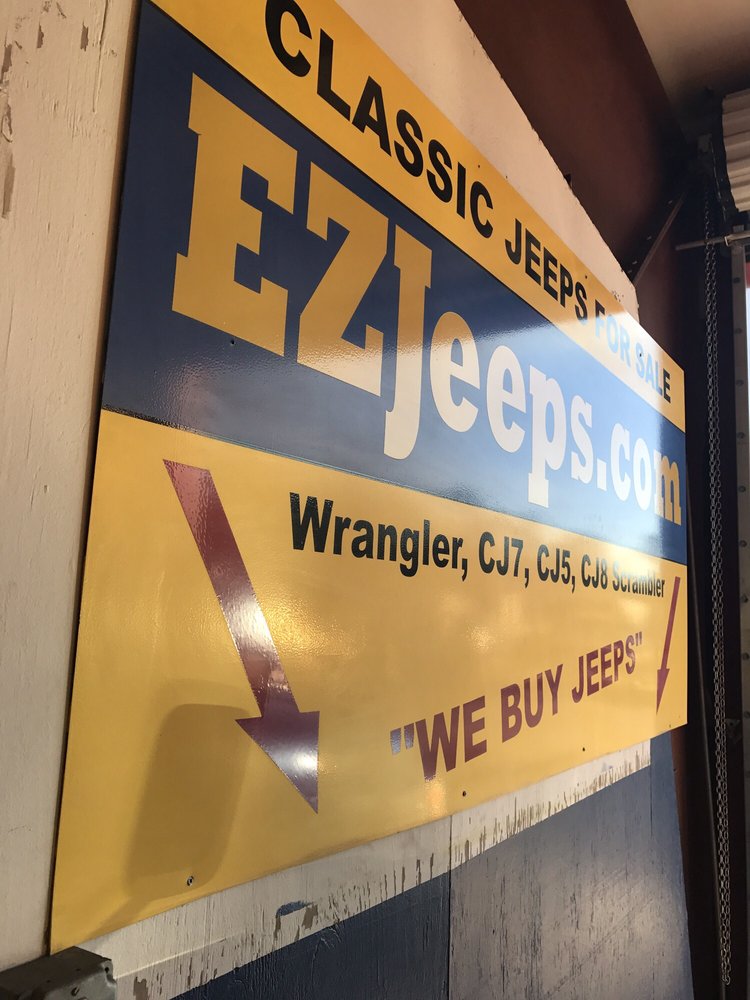 CLASSIC JEEPS FOR SALE
EZJeeps.com
Wrangler, CJ7, CJ5, CJ8 Scrambler
"WE BUY JEEPS"